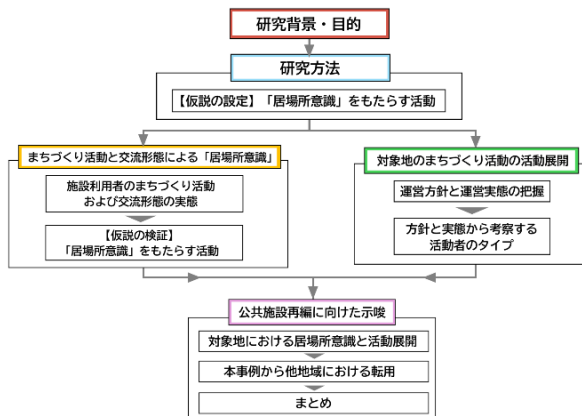 研究背景・目的
研究方法
【仮説の設定】「居場所意識」をもたらす活動
まちづくり活動と交流形態による「居場所意識」
施設利用者のまちづくり活動
および交流形態の実態
【仮説の検証】
「居場所意識」をもたらす活動
対象地のまちづくり活動の活動展開
運営方針と運営実態の把握
方針と実態から考察する
活動者のタイプ
公共施設再編に向けた示唆
対象地における居場所意識と活動展開
本事例から他地域における転用
まとめ